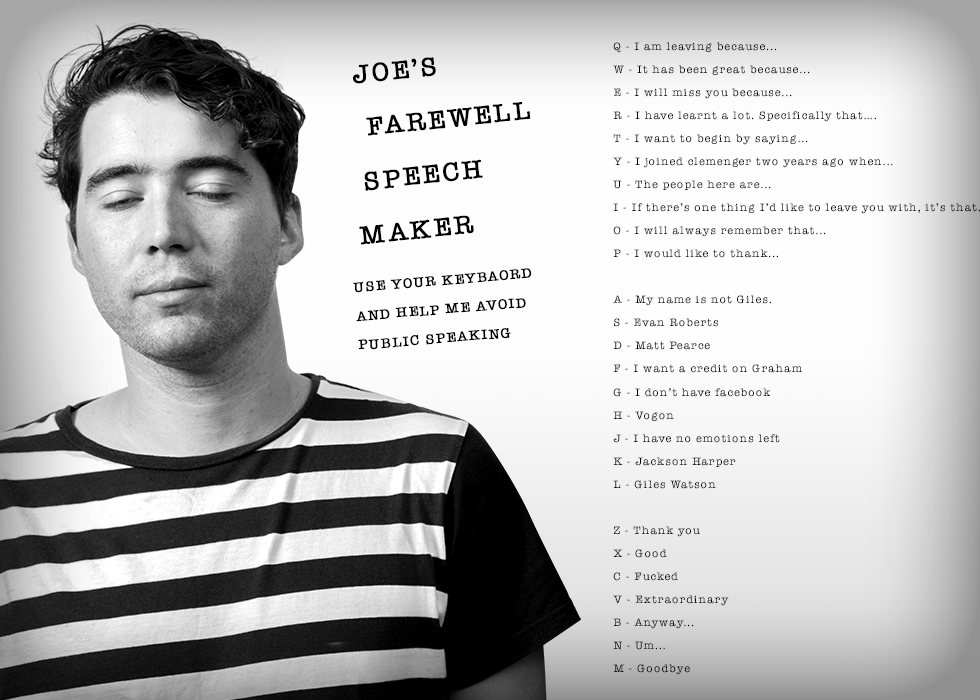 JOE'S
FAREWELL
SPEECH
MAKER
USE YOUR KEYBAORD
AND HELP ME AVOID
PUBLIC SPEAKING
Q - I am leaving because...
W - It has been great because...
E - I will miss you because...
R - I have learnt a lot. Specifically that....
T - I want to begin by saying...
Y - I joined clemenger two years ago when...
U - The people here are...
I - If there's one thing I'd like to leave you with, it's that.
O - I will always remember that...
P - I would like to thank...
A - My name is not Giles.
S - Evan Roberts
D - Matt Pearce
F - I want a credit on Graham
G - I don't have facebook
H - Vogon
J - I have no emotions left
K - Jackson Harper
L - Giles Watson
Z - Thank you
X - Good
C - Fucked
V - Extraordinary
B - Anyway...
N - Um...
M - Goodbye